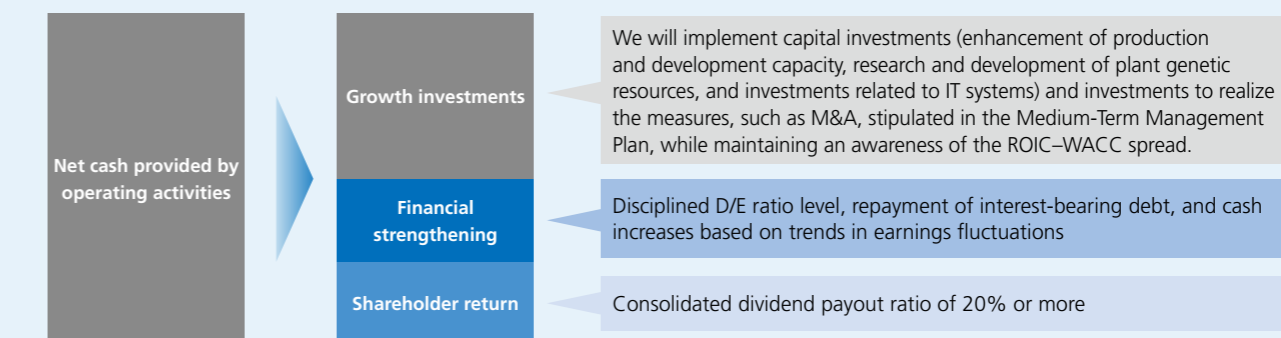 Net cash provided by
operating activities
Growth investments
We will implement capital investments (enhancement of production
and development capacity, research and development of plant genetic
resources, and investments related to IT systems) and investments to realize
the measures, such as M&A, stipulated in the Medium-Term Management
Plan, while maintaining an awareness of the ROIC–WACC spread.
Financial
strengthening
Disciplined D/E ratio level, repayment of interest-bearing debt, and cash
increases based on trends in earnings fluctuations
Shareholder return
Consolidated dividend payout ratio of 20% or more